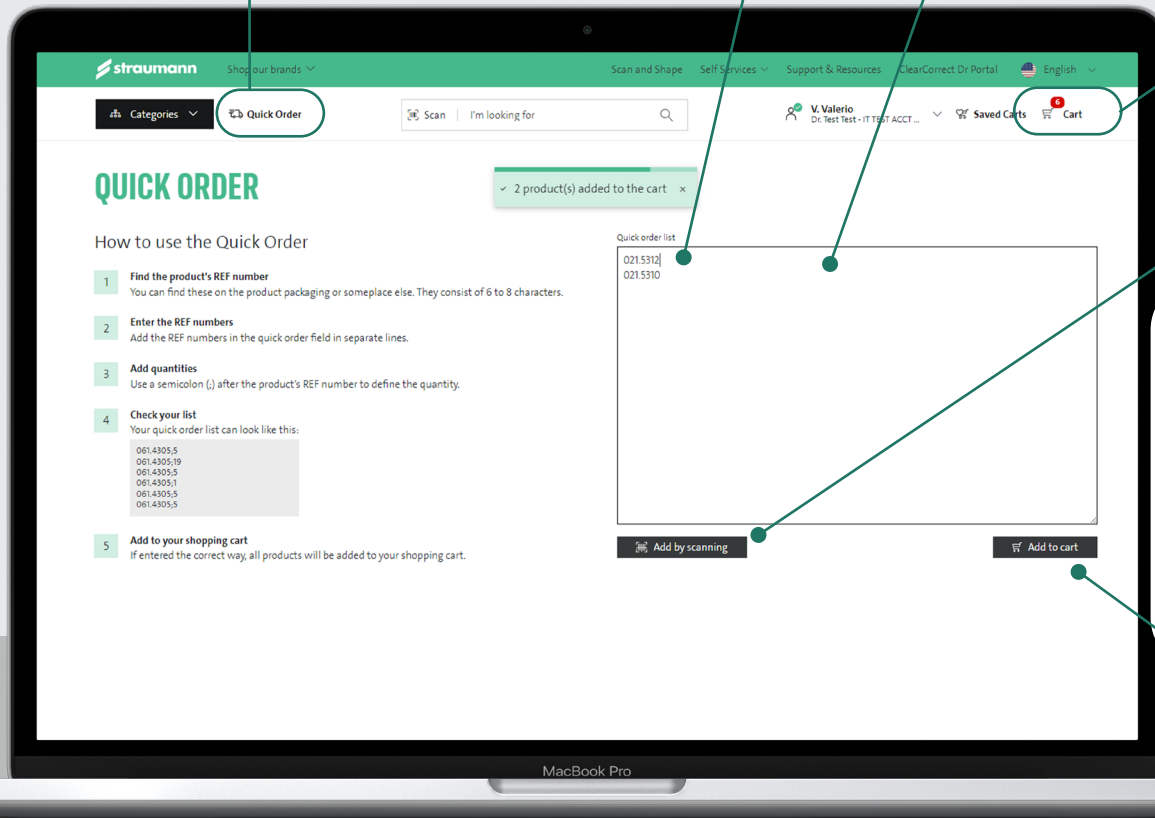 straumann Shop our brands Scan and Shape Self Services Support & Resources ClearCorrect Dr Portal English
Categories Quick Order Scan I'm looking for V. Valerio Saved Carts 6 Cart
Dr. Test Test - IT TEST ACCT ...
QUICK ORDER
✓ 2 product(s) added to the cart ×
How to use the Quick Order
Quick order list
021.5312
021.5310
1 Find the product's REF number
You can find these on the product packaging or someplace else. They consist of 6 to 8 characters.
2 Enter the REF numbers
Add the REF numbers in the quick order field in separate lines.
3 Add quantities
Use a semicolon (;) after the product's REF number to define the quantity.
4 Check your list
Your quick order list can look like this:
061.4305;5
061.4305;19
061.4305;5
061.4305;1
061.4305;5
061.4305;5
5 Add to your shopping cart
If entered the correct way, all products will be added to your shopping cart.
Add by scanning Add to cart
MacBook Pro